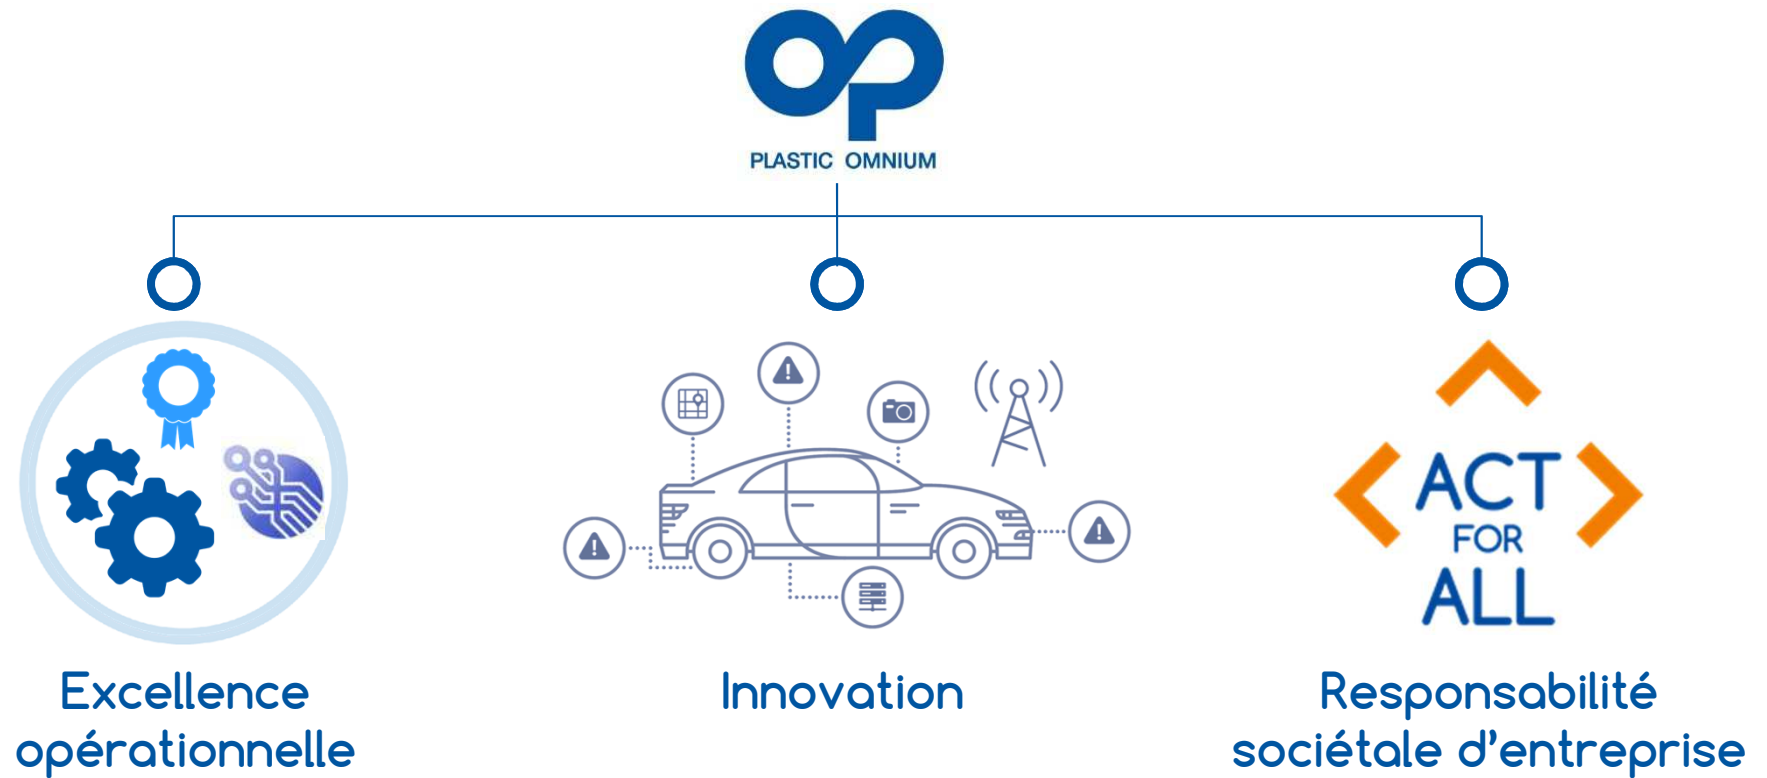 PLASTIC OMNIUM
ACT
FOR
ALL
Excellence
opérationnelle
Innovation
Responsabilité
sociétale d'entreprise